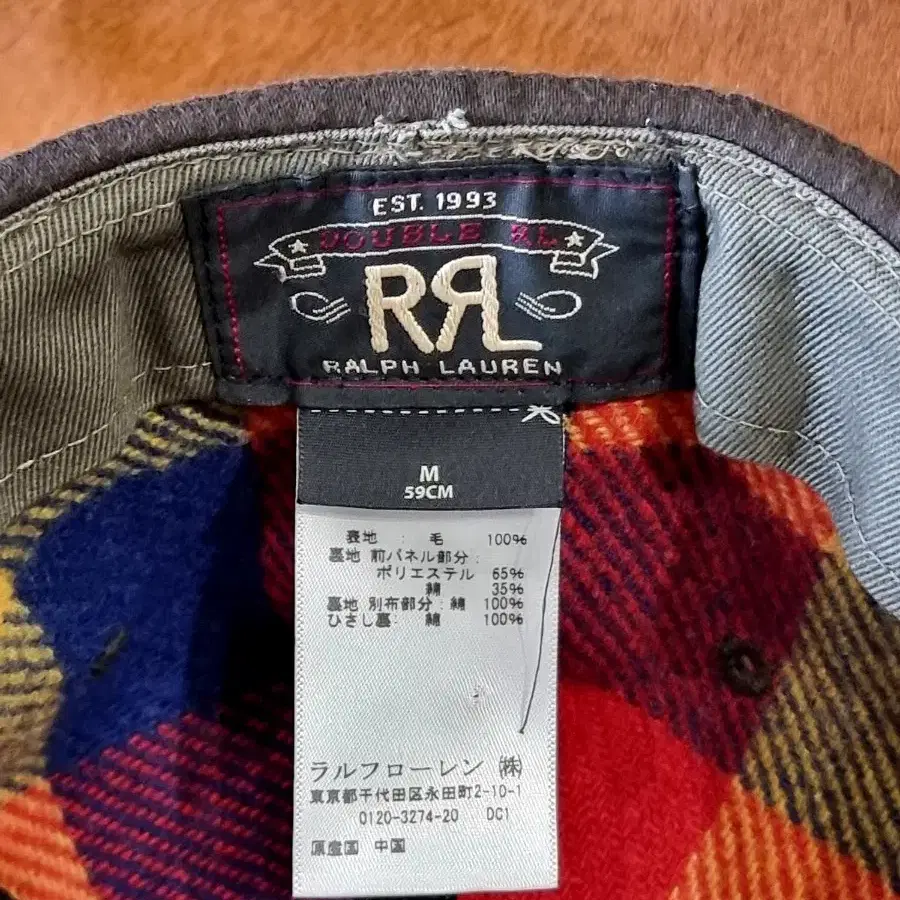 EST. 1993
DOUBLE RL
RRL
RALPH LAUREN
M
59CM
表地 : 毛 100%
裏地 前パネル部分 :
ポリエステル 65%
綿 35%
裏地 別布部分 : 綿 100%
ひさし裏: 綿 100%
ラルフローレン ㈱
東京都千代田区永田町2-10-1
0120-3274-20 DC1
原産国 中国